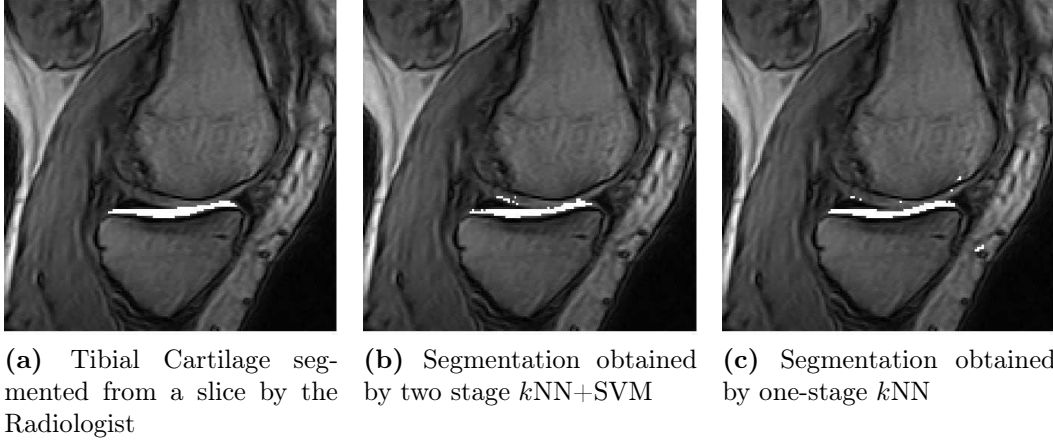 (a) Tibial Cartilage seg-
mented from a slice by the
Radiologist
(b) Segmentation obtained
by two stage kNN+SVM
(c) Segmentation obtained
by one-stage kNN